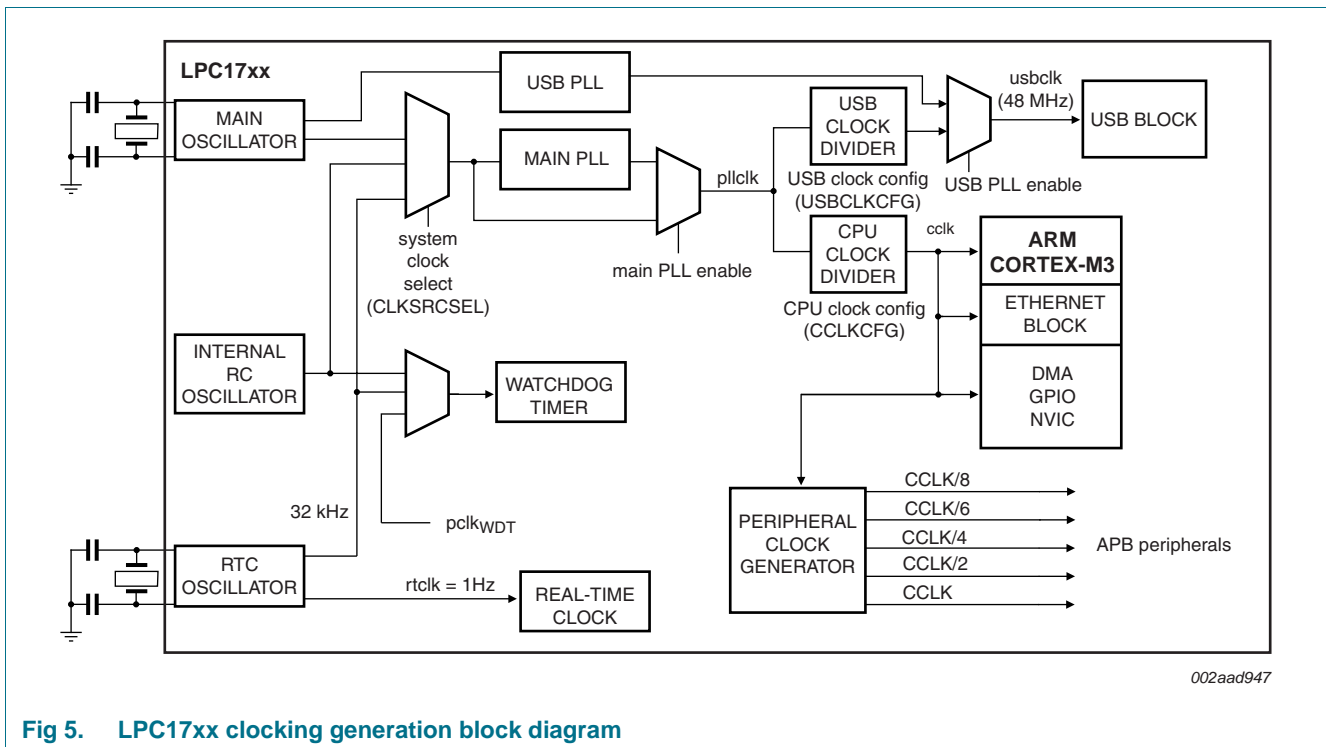 LPC17xx
MAIN
OSCILLATOR
USB PLL
MAIN PLL
system
clock
select
(CLKSRCSEL)
main PLL enable
pllclk
USB
CLOCK
DIVIDER
USB clock config
(USBCLKCFG)
usbclk
(48 MHz)
USB BLOCK
USB PLL enable
CPU
CLOCK
DIVIDER
CPU clock config
(CCLKCFG)
cclk
ARM
CORTEX-M3
ETHERNET
BLOCK
DMA
GPIO
NVIC
INTERNAL
RC
OSCILLATOR
WATCHDOG
TIMER
32 kHz
pclkWDT
RTC
OSCILLATOR
rtclk = 1Hz
REAL-TIME
CLOCK
PERIPHERAL
CLOCK
GENERATOR
CCLK/8
CCLK/6
CCLK/4
CCLK/2
CCLK
APB peripherals
002aad947
Fig 5. LPC17xx clocking generation block diagram